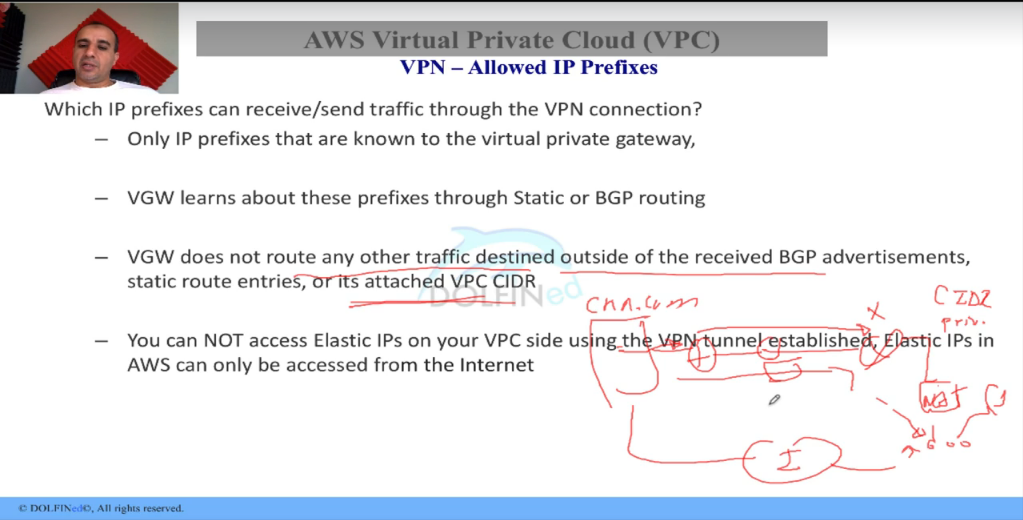 AWS Virtual Private Cloud (VPC)
VPN – Allowed IP Prefixes
Which IP prefixes can receive/send traffic through the VPN connection?
– Only IP prefixes that are known to the virtual private gateway,
– VGW learns about these prefixes through Static or BGP routing
– VGW does not route any other traffic destined outside of the received BGP advertisements,
static route entries, or its attached VPC CIDR
DOLFINed
cnn.com
CIDR
Priv.
X
– You can NOT access Elastic IPs on your VPC side using the VPN tunnel established, Elastic IPs in
AWS can only be accessed from the Internet
NAT
I
© DOLFINed©, All rights reserved.